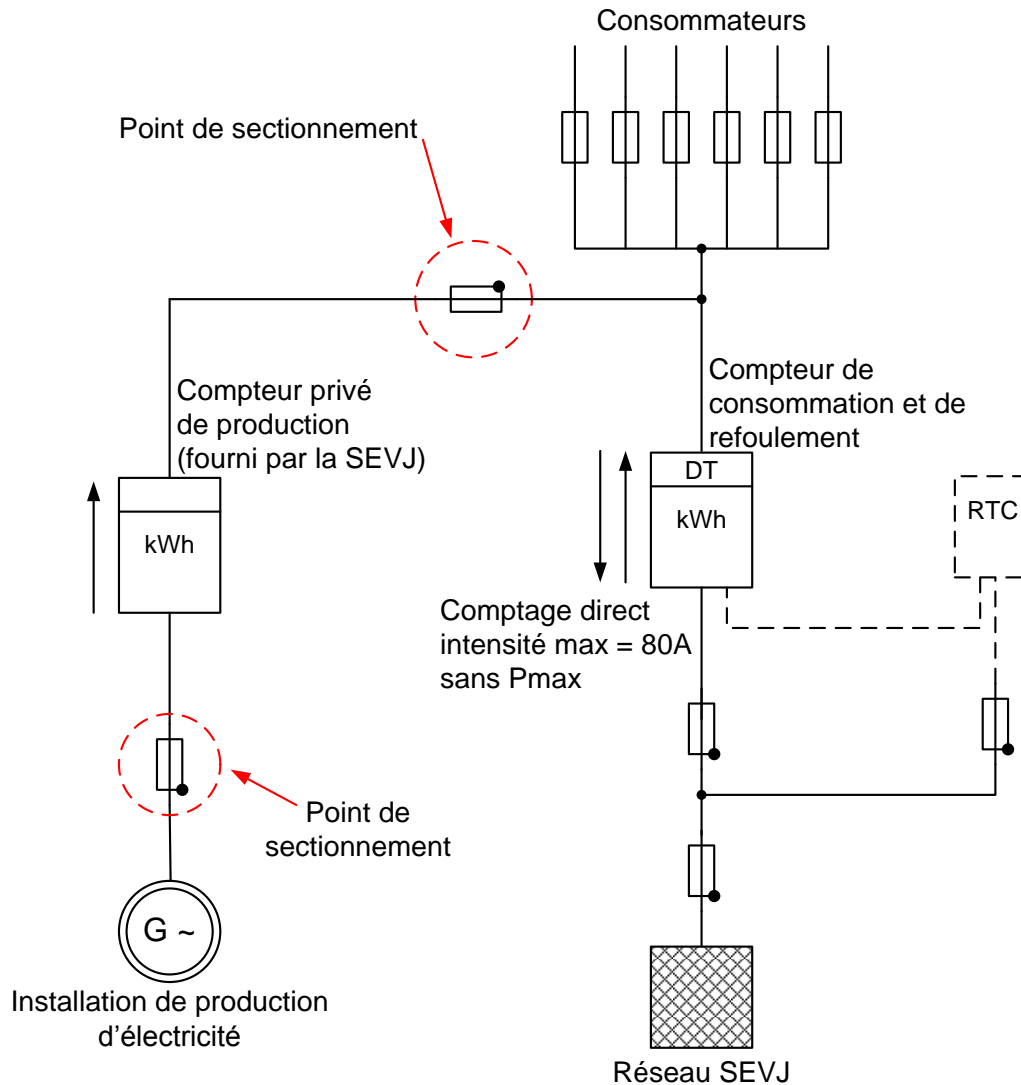 Consommateurs
Point de sectionnement
Compteur privé
de production
(fourni par la SEVJ)
Compteur de
consommation et de
refoulement
DT
kWh
RTC
kWh
Comptage direct
intensité max = 80A
sans Pmax
Point de
sectionnement
G ~
Installation de production
d’électricité
Réseau SEVJ